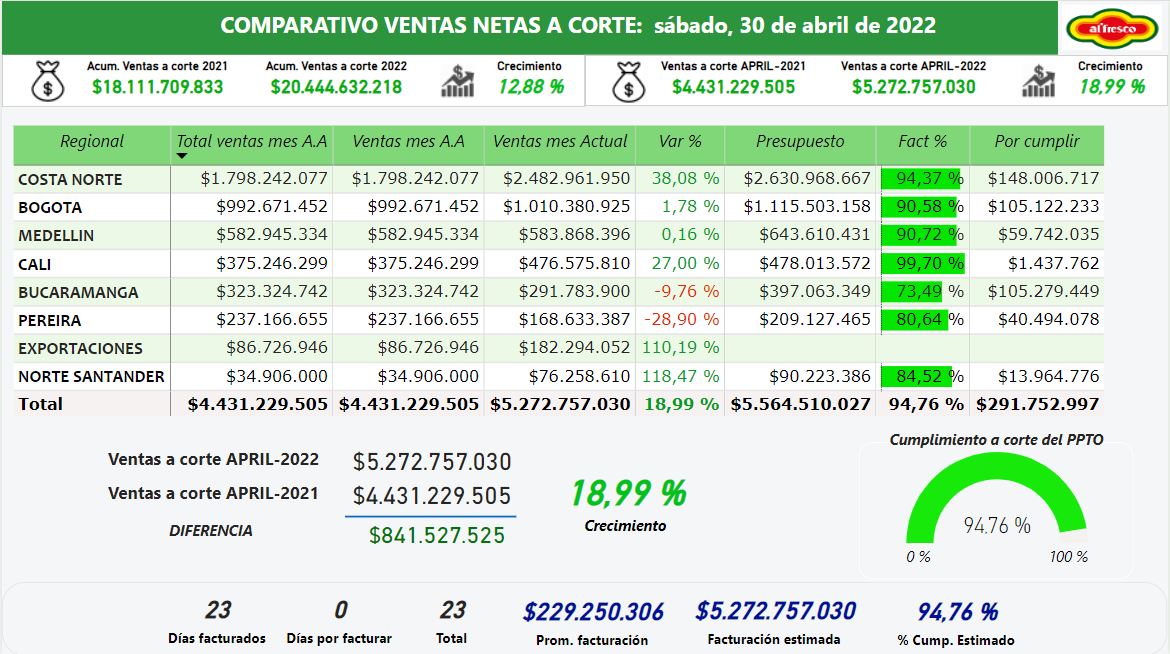 COMPARATIVO VENTAS NETAS A CORTE: sábado, 30 de abril de 2022
alfresco
Acum. Ventas a corte 2021 Acum. Ventas a corte 2022 Crecimiento Ventas a corte APRIL-2021 Ventas a corte APRIL-2022 Crecimiento
$18.111.709.833 $20.444.632.218 12,88 % $4.431.229.505 $5.272.757.030 18,99 %
Regional Total ventas mes A.A Ventas mes A.A Ventas mes Actual Var % Presupuesto Fact % Por cumplir
COSTA NORTE $1.798.242.077 $1.798.242.077 $2.482.961.950 38,08 % $2.630.968.667 94,37 % $148.006.717
BOGOTA $992.671.452 $992.671.452 $1.010.380.925 1,78 % $1.115.503.158 90,58 % $105.122.233
MEDELLIN $582.945.334 $582.945.334 $583.868.396 0,16 % $643.610.431 90,72 % $59.742.035
CALI $375.246.299 $375.246.299 $476.575.810 27,00 % $478.013.572 99,70 % $1.437.762
BUCARAMANGA $323.324.742 $323.324.742 $291.783.900 -9,76 % $397.063.349 73,49 % $105.279.449
PEREIRA $237.166.655 $237.166.655 $168.633.387 -28,90 % $209.127.465 80,64 % $40.494.078
EXPORTACIONES $86.726.946 $86.726.946 $182.294.052 110,19 %
NORTE SANTANDER $34.906.000 $34.906.000 $76.258.610 118,47 % $90.223.386 84,52 % $13.964.776
Total $4.431.229.505 $4.431.229.505 $5.272.757.030 18,99 % $5.564.510.027 94,76 % $291.752.997
Ventas a corte APRIL-2022 $5.272.757.030
Ventas a corte APRIL-2021 $4.431.229.505
DIFERENCIA $841.527.525
18,99 %
Crecimiento
Cumplimiento a corte del PPTO
94,76 %
0 % 100 %
23 0 23 $229.250.306 $5.272.757.030 94,76 %
Días facturados Días por facturar Total Prom. facturación Facturación estimada % Cump. Estimado